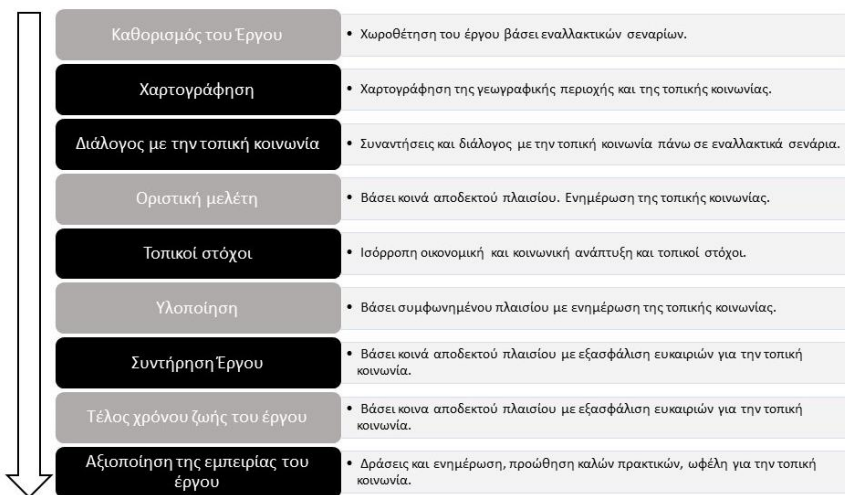 Καθορισμός του Έργου
• Χωροθέτηση του έργου βάσει εναλλακτικών σεναρίων.
Χαρτογράφηση
• Χαρτογράφηση της γεωγραφικής περιοχής και της τοπικής κοινωνίας.
Διάλογος με την τοπική κοινωνία
• Συναντήσεις και διάλογος με την τοπική κοινωνία πάνω σε εναλλακτικά σενάρια.
Οριστική μελέτη
• Βάσει κοινά αποδεκτού πλαισίου. Ενημέρωση της τοπικής κοινωνίας.
Τοπικοί στόχοι
• Ισόρροπη οικονομική και κοινωνική ανάπτυξη και τοπικοί στόχοι.
Υλοποίηση
• Βάσει συμφωνημένου πλαισίου με ενημέρωση της τοπικής κοινωνίας.
Συντήρηση Έργου
• Βάσει κοινά αποδεκτού πλαισίου με εξασφάλιση ευκαιριών για την τοπική
κοινωνία.
Τέλος χρόνου ζωής του έργου
• Βάσει κοινα αποδεκτού πλαισίου με εξασφάλιση ευκαιριών για την τοπική
κοινωνία.
Αξιοποίηση της εμπειρίας του
έργου
• Δράσεις και ενημέρωση, προώθηση καλών πρακτικών, ωφέλη για την τοπική
κοινωνία.